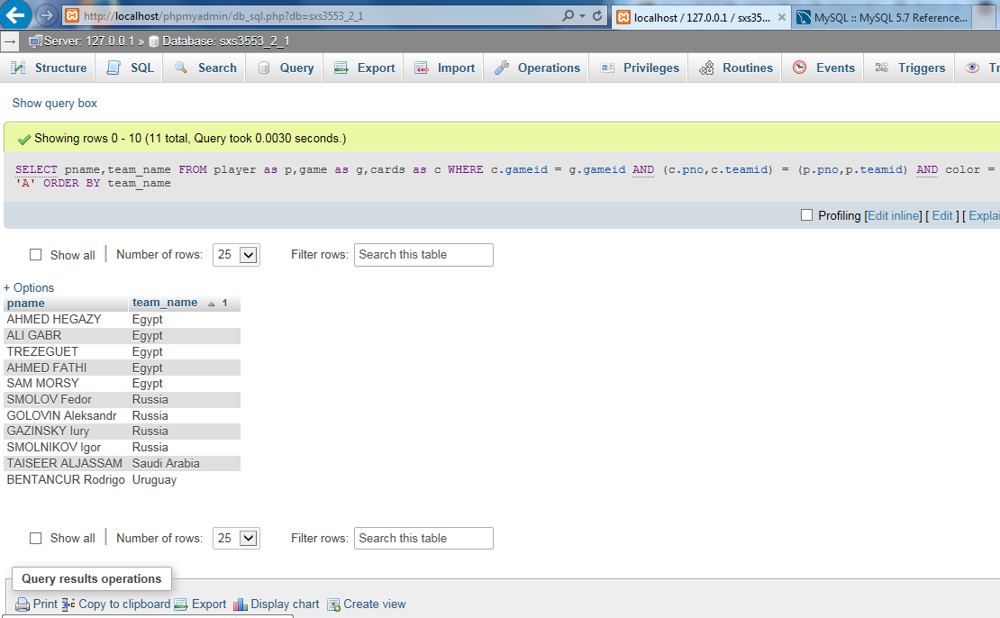 http://localhost/phpmyadmin/db_sql.php?db=sxs3553_2_1
localhost / 127.0.0.1 / sxs35...
MySQL :: MySQL 5.7 Reference...
Server: 127.0.0.1 » Database: sxs3553_2_1
Structure SQL Search Query Export Import Operations Privileges Routines Events Triggers Tr
Show query box
Showing rows 0 - 10 (11 total, Query took 0.0030 seconds.)
SELECT pname,team_name FROM player as p,game as g,cards as c WHERE c.gameid = g.gameid AND (c.pno,c.teamid) = (p.pno,p.teamid) AND color =
'A' ORDER BY team_name
Profiling [Edit inline] [ Edit ] [ Explai
Show all Number of rows: 25 Filter rows: Search this table
+ Options
pname team_name 1
AHMED HEGAZY Egypt
ALI GABR Egypt
TREZEGUET Egypt
AHMED FATHI Egypt
SAM MORSY Egypt
SMOLOV Fedor Russia
GOLOVIN Aleksandr Russia
GAZINSKY Iury Russia
SMOLNIKOV Igor Russia
TAISEER ALJASSAM Saudi Arabia
BENTANCUR Rodrigo Uruguay
Show all Number of rows: 25 Filter rows: Search this table
Query results operations
Print Copy to clipboard Export Display chart Create view